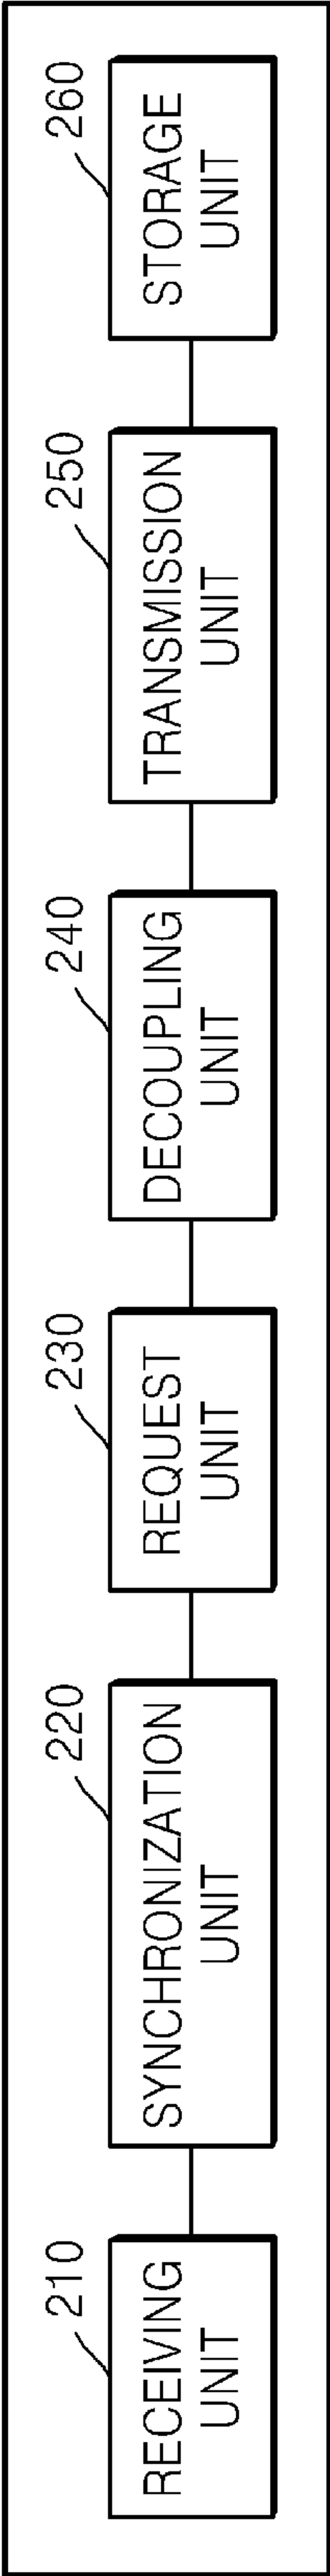 210
RECEIVING
UNIT
220
SYNCHRONIZATION
UNIT
230
REQUEST
UNIT
240
DECOUPLING
UNIT
250
TRANSMISSION
UNIT
260
STORAGE
UNIT